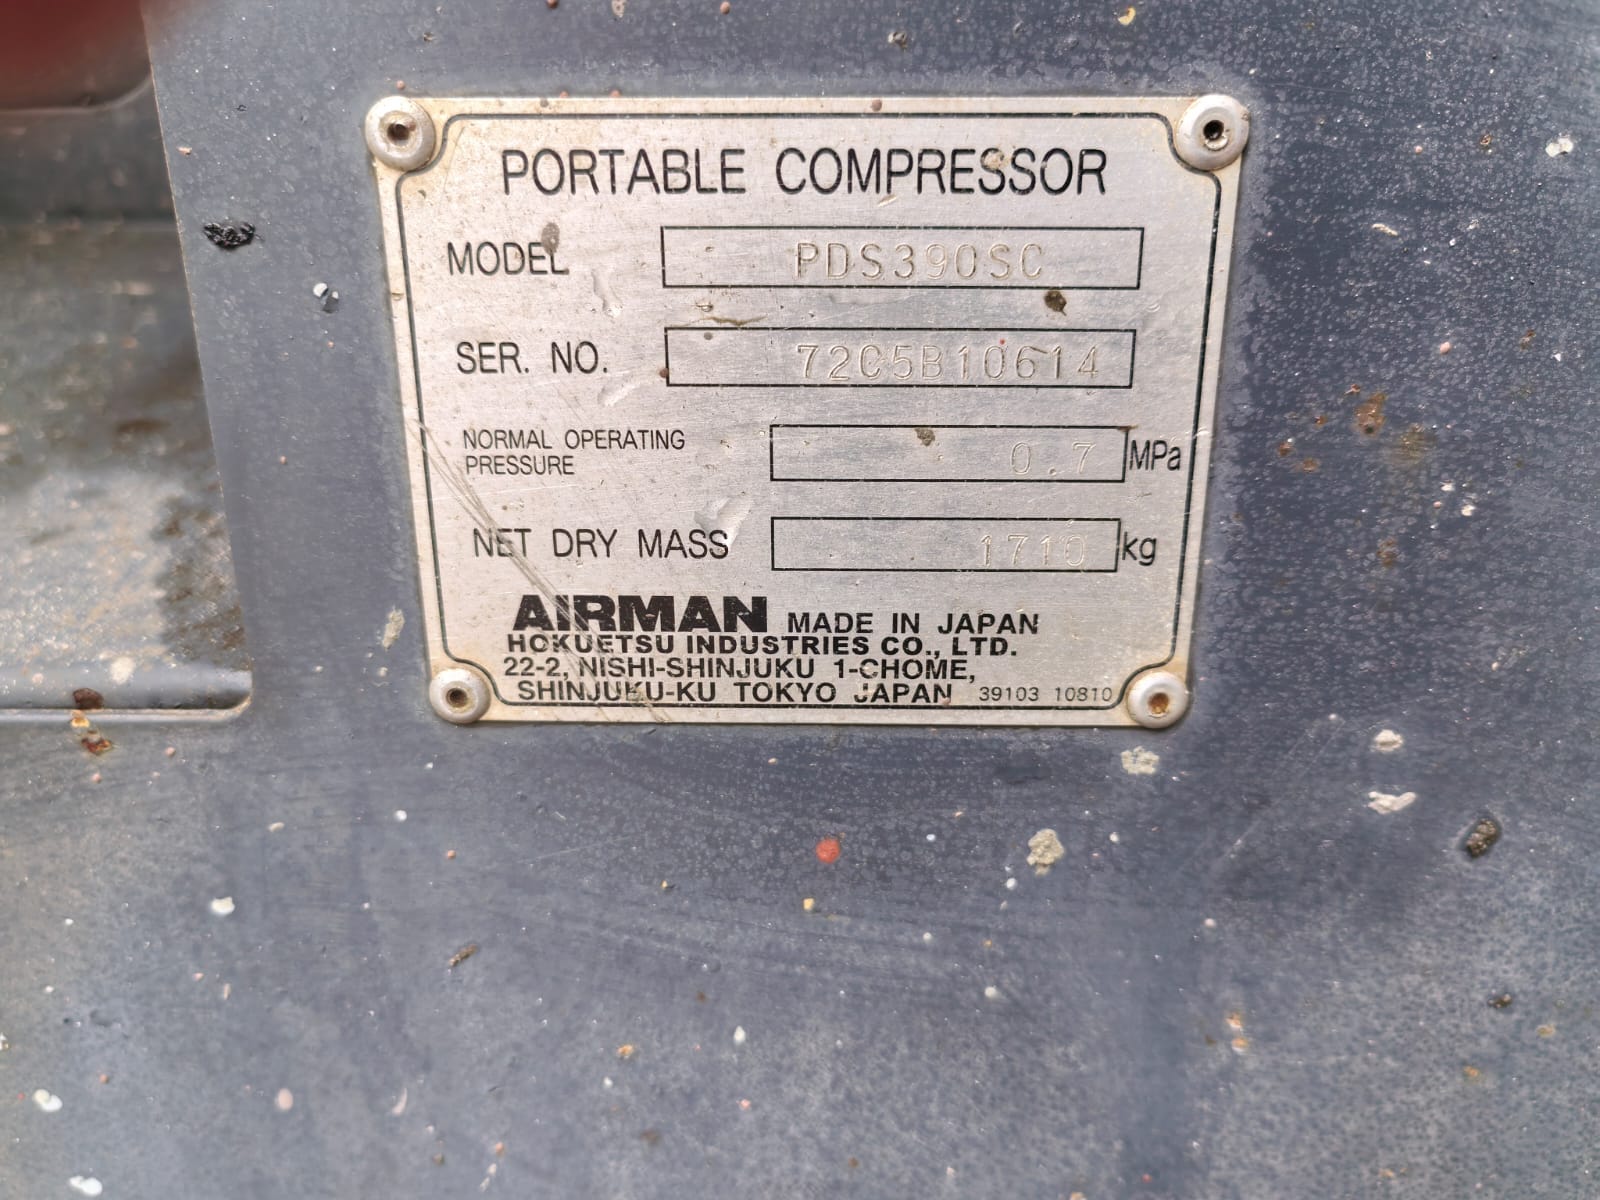 PORTABLE COMPRESSOR
MODEL PDS390SC
SER. NO. 72C5B10614
NORMAL OPERATING
PRESSURE 0.7 MPa
NET DRY MASS 1710 kg
AIRMAN MADE IN JAPAN
HOKUETSU INDUSTRIES CO., LTD.
22-2, NISHI-SHINJUKU 1-CHOME,
SHINJUKU-KU TOKYO JAPAN 39103 10810